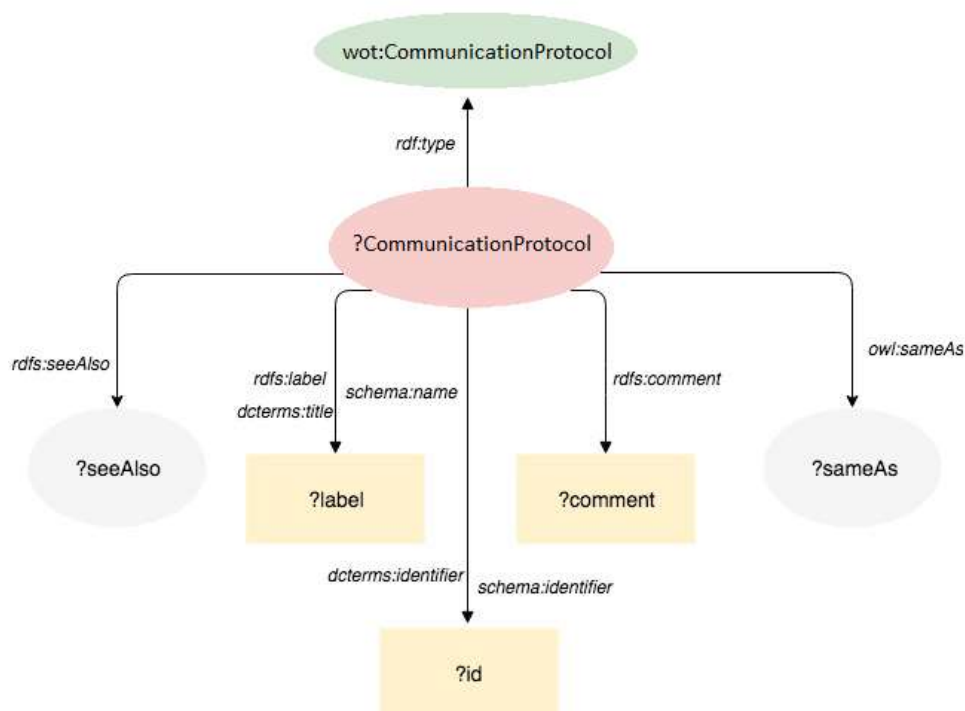 wot:CommunicationProtocol
rdf:type
?CommunicationProtocol
rdfs:seeAlso
rdfs:label
dcterms:title
schema:name
rdfs:comment
owl:sameAs
?seeAlso
?label
?comment
?sameAs
dcterms:identifier
schema:identifier
?id